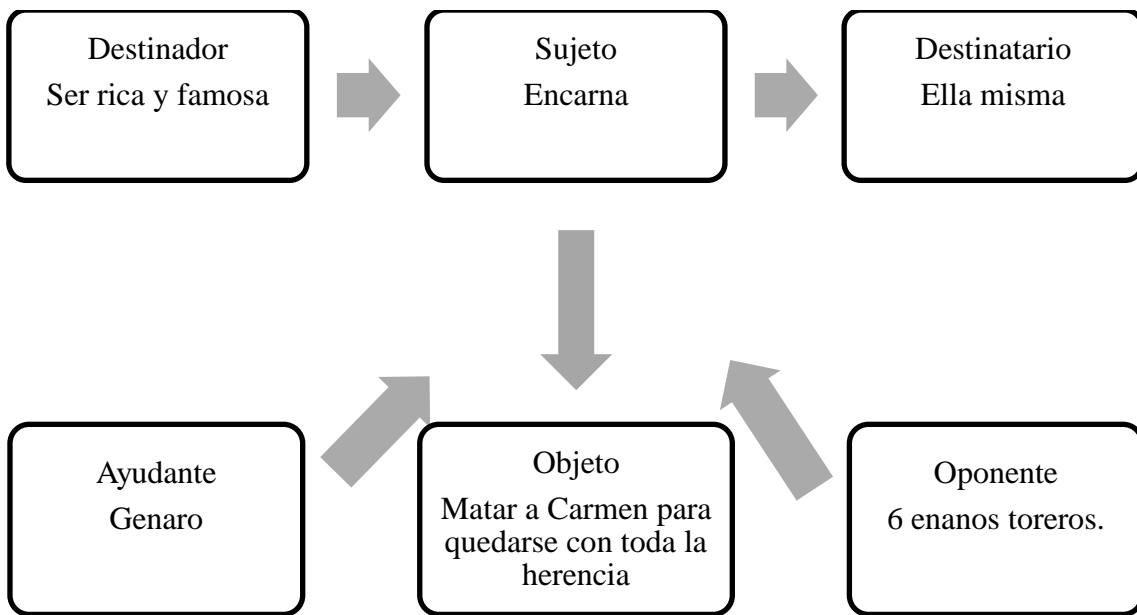 Destinador
Ser rica y famosa
Sujeto
Encarna
Destinatario
Ella misma
Ayudante
Genaro
Objeto
Matar a Carmen para
quedarse con toda la
herencia
Oponente
6 enanos toreros.